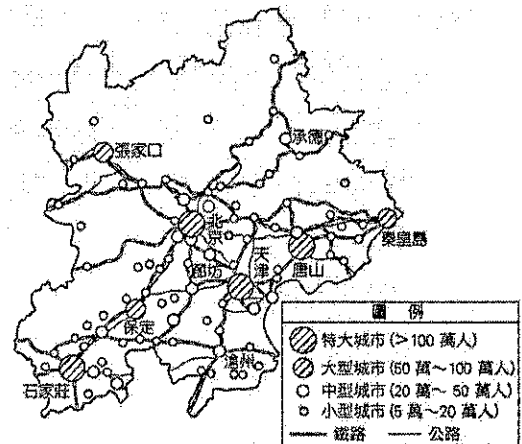 承德
張家口
北京
秦皇島
天津
唐山
廊坊
保定
滄州
石家莊
圖例
特大城市(>100 萬人)
大型城市(50 萬～100 萬人)
中型城市(20 萬～50 萬人)
小型城市(5 萬～20 萬人)
鐵路
公路